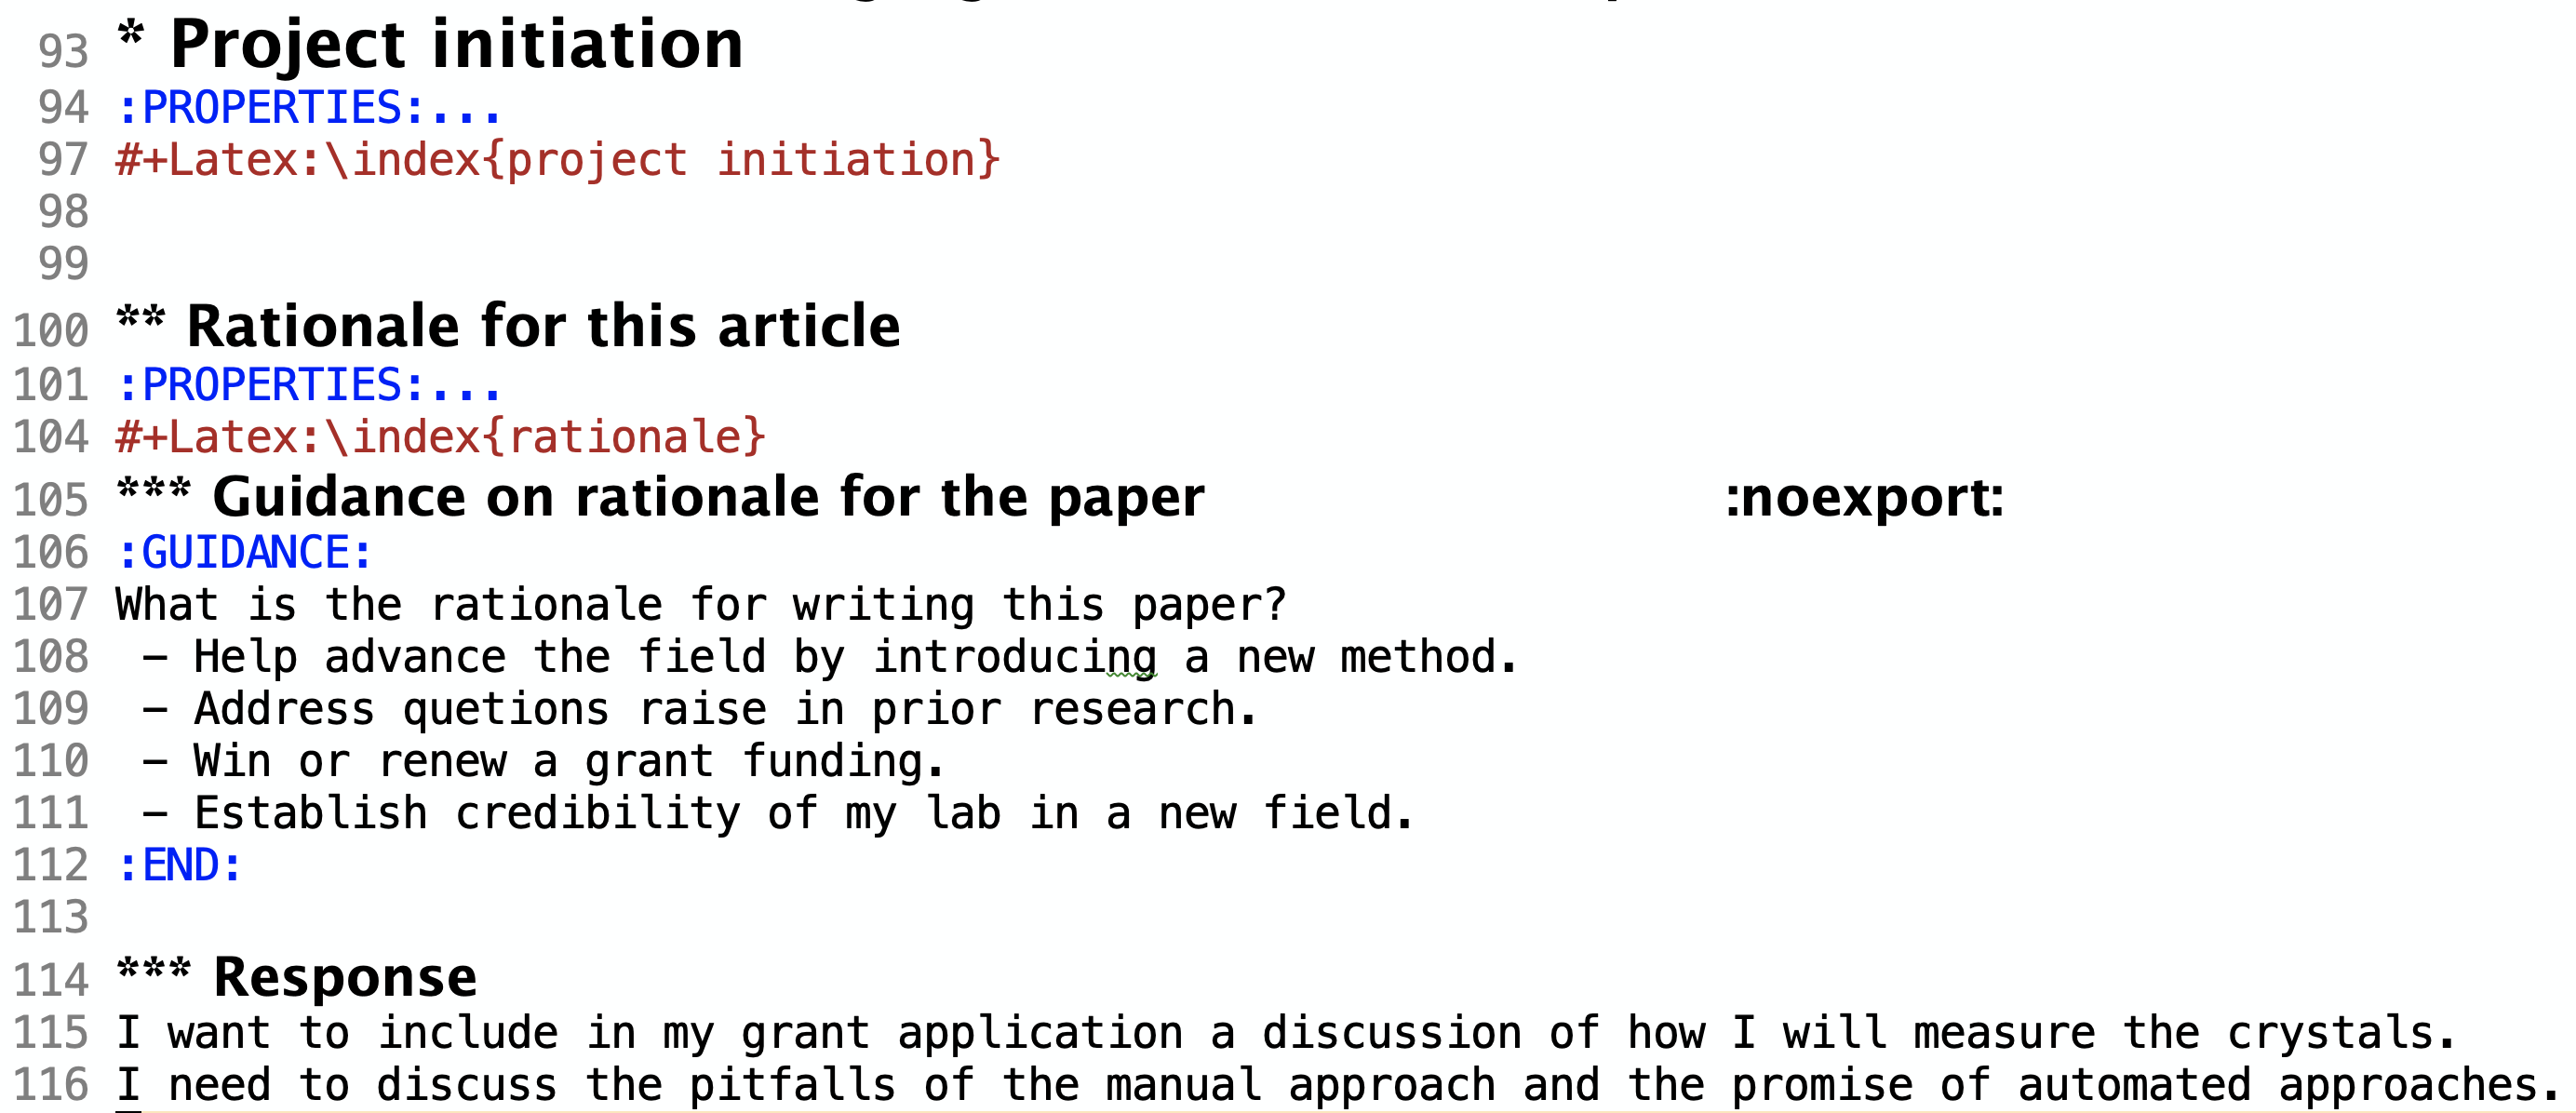 93 * Project initiation
94 :PROPERTIES:...
97 #+Latex:\index{project initiation}
98
99
100 ** Rationale for this article
101 :PROPERTIES:...
104 #+Latex:\index{rationale}
105 *** Guidance on rationale for the paper :noexport:
106 :GUIDANCE:
107 What is the rationale for writing this paper?
108  – Help advance the field by introducing a new method.
109  – Address quetions raise in prior research.
110  – Win or renew a grant funding.
111  – Establish credibility of my lab in a new field.
112 :END:
113
114 *** Response
115 I want to include in my grant application a discussion of how I will measure the crystals.
116 I need to discuss the pitfalls of the manual approach and the promise of automated approaches.